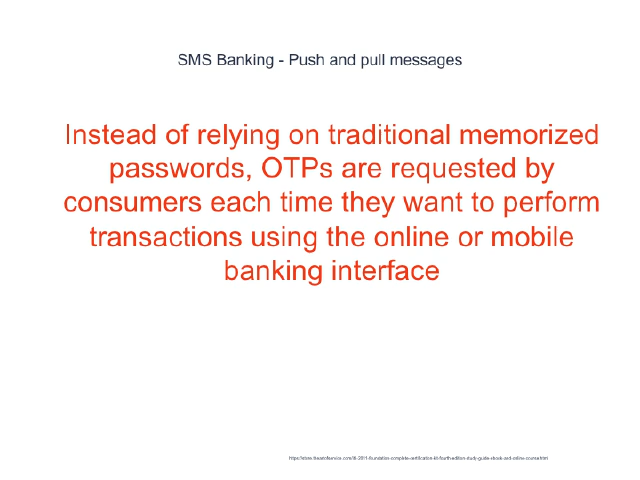 SMS Banking - Push and pull messages
Instead of relying on traditional memorized
passwords, OTPs are requested by
consumers each time they want to perform
transactions using the online or mobile
banking interface